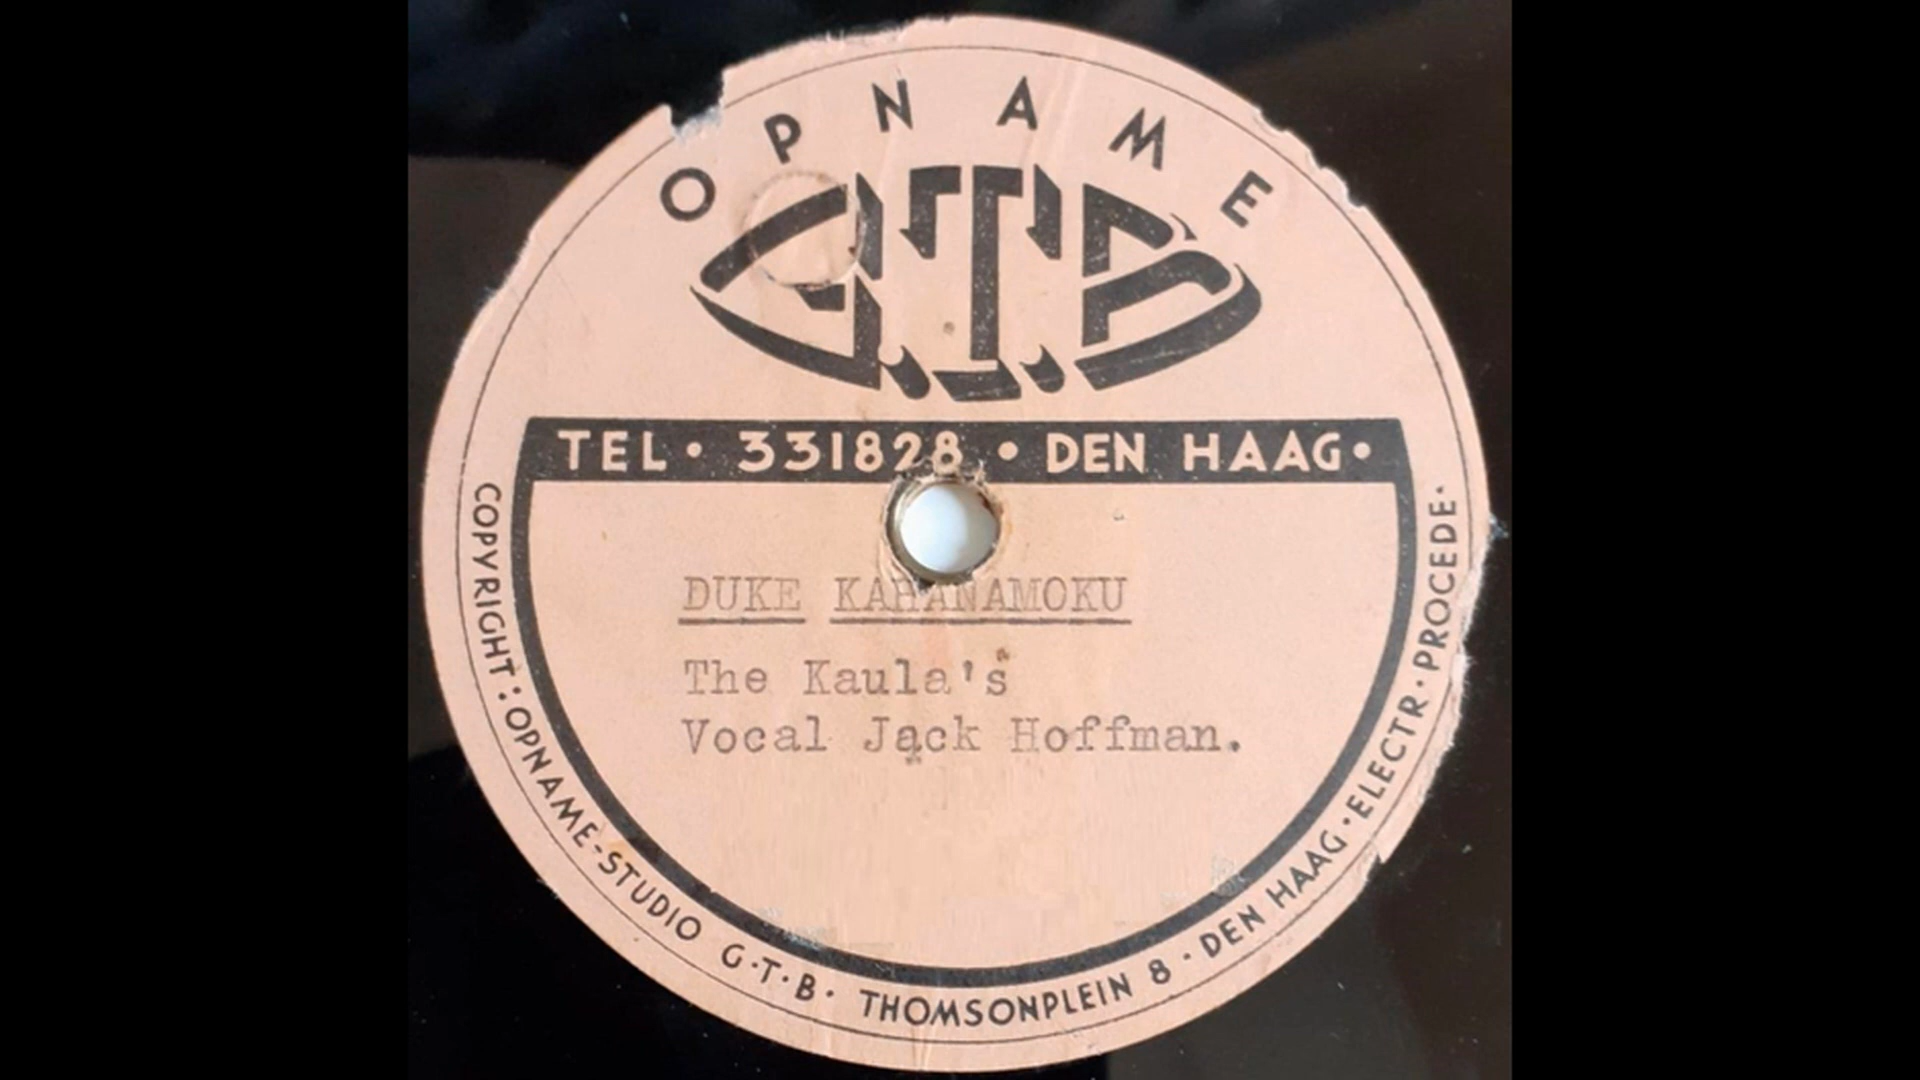 OPNAME
G.T.B
TEL • 331828 • DEN HAAG •
DUKE KAHANAMOKU
The Kaula's
Vocal Jack Hoffman.
COPYRIGHT : OPNAME-STUDIO G·T·B· THOMSONPLEIN 8 · DEN HAAG · ELECTR · PROCEDE ·